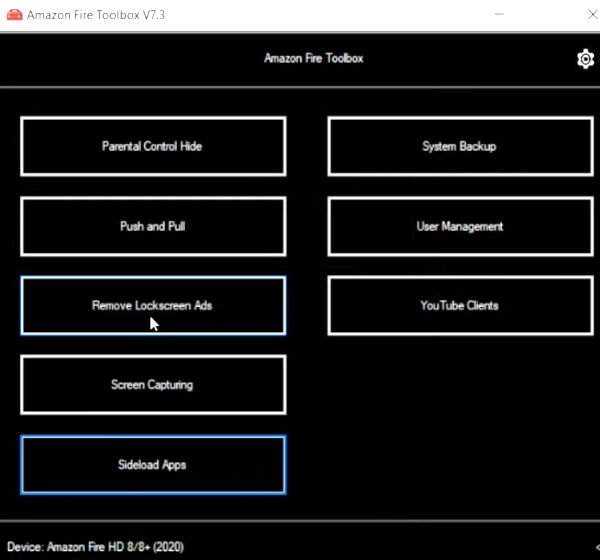 Amazon Fire Toolbox V7.3
Amazon Fire Toolbox
Parental Control Hide
System Backup
Push and Pull
User Management
Remove Lockscreen Ads
YouTube Clients
Screen Capturing
Sideload Apps
Device: Amazon Fire HD 8/8+ (2020)